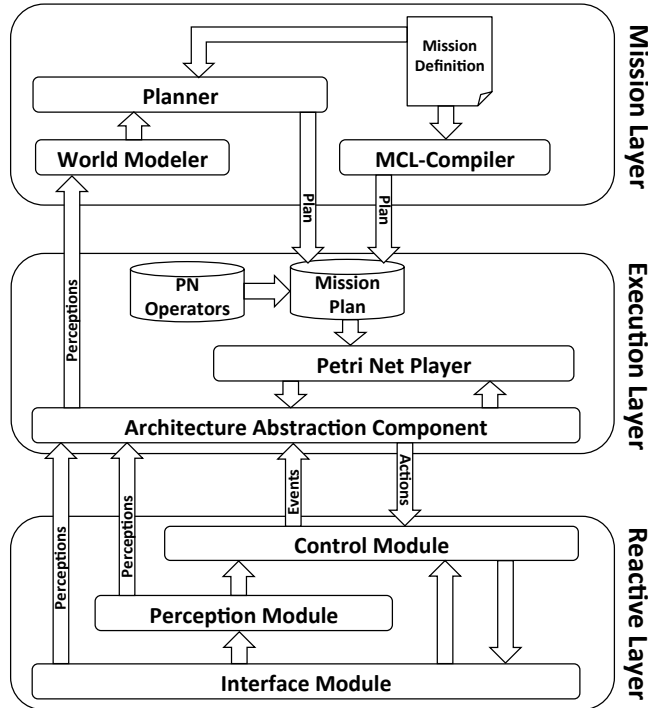 Mission Layer
Mission
Definition
Planner
World Modeler
MCL-Compiler
Plan
Plan
Perceptions
Execution Layer
PN
Operators
Mission
Plan
Petri Net Player
Architecture Abstraction Component
Perceptions
Perceptions
Events
Actions
Reactive Layer
Control Module
Perception Module
Interface Module